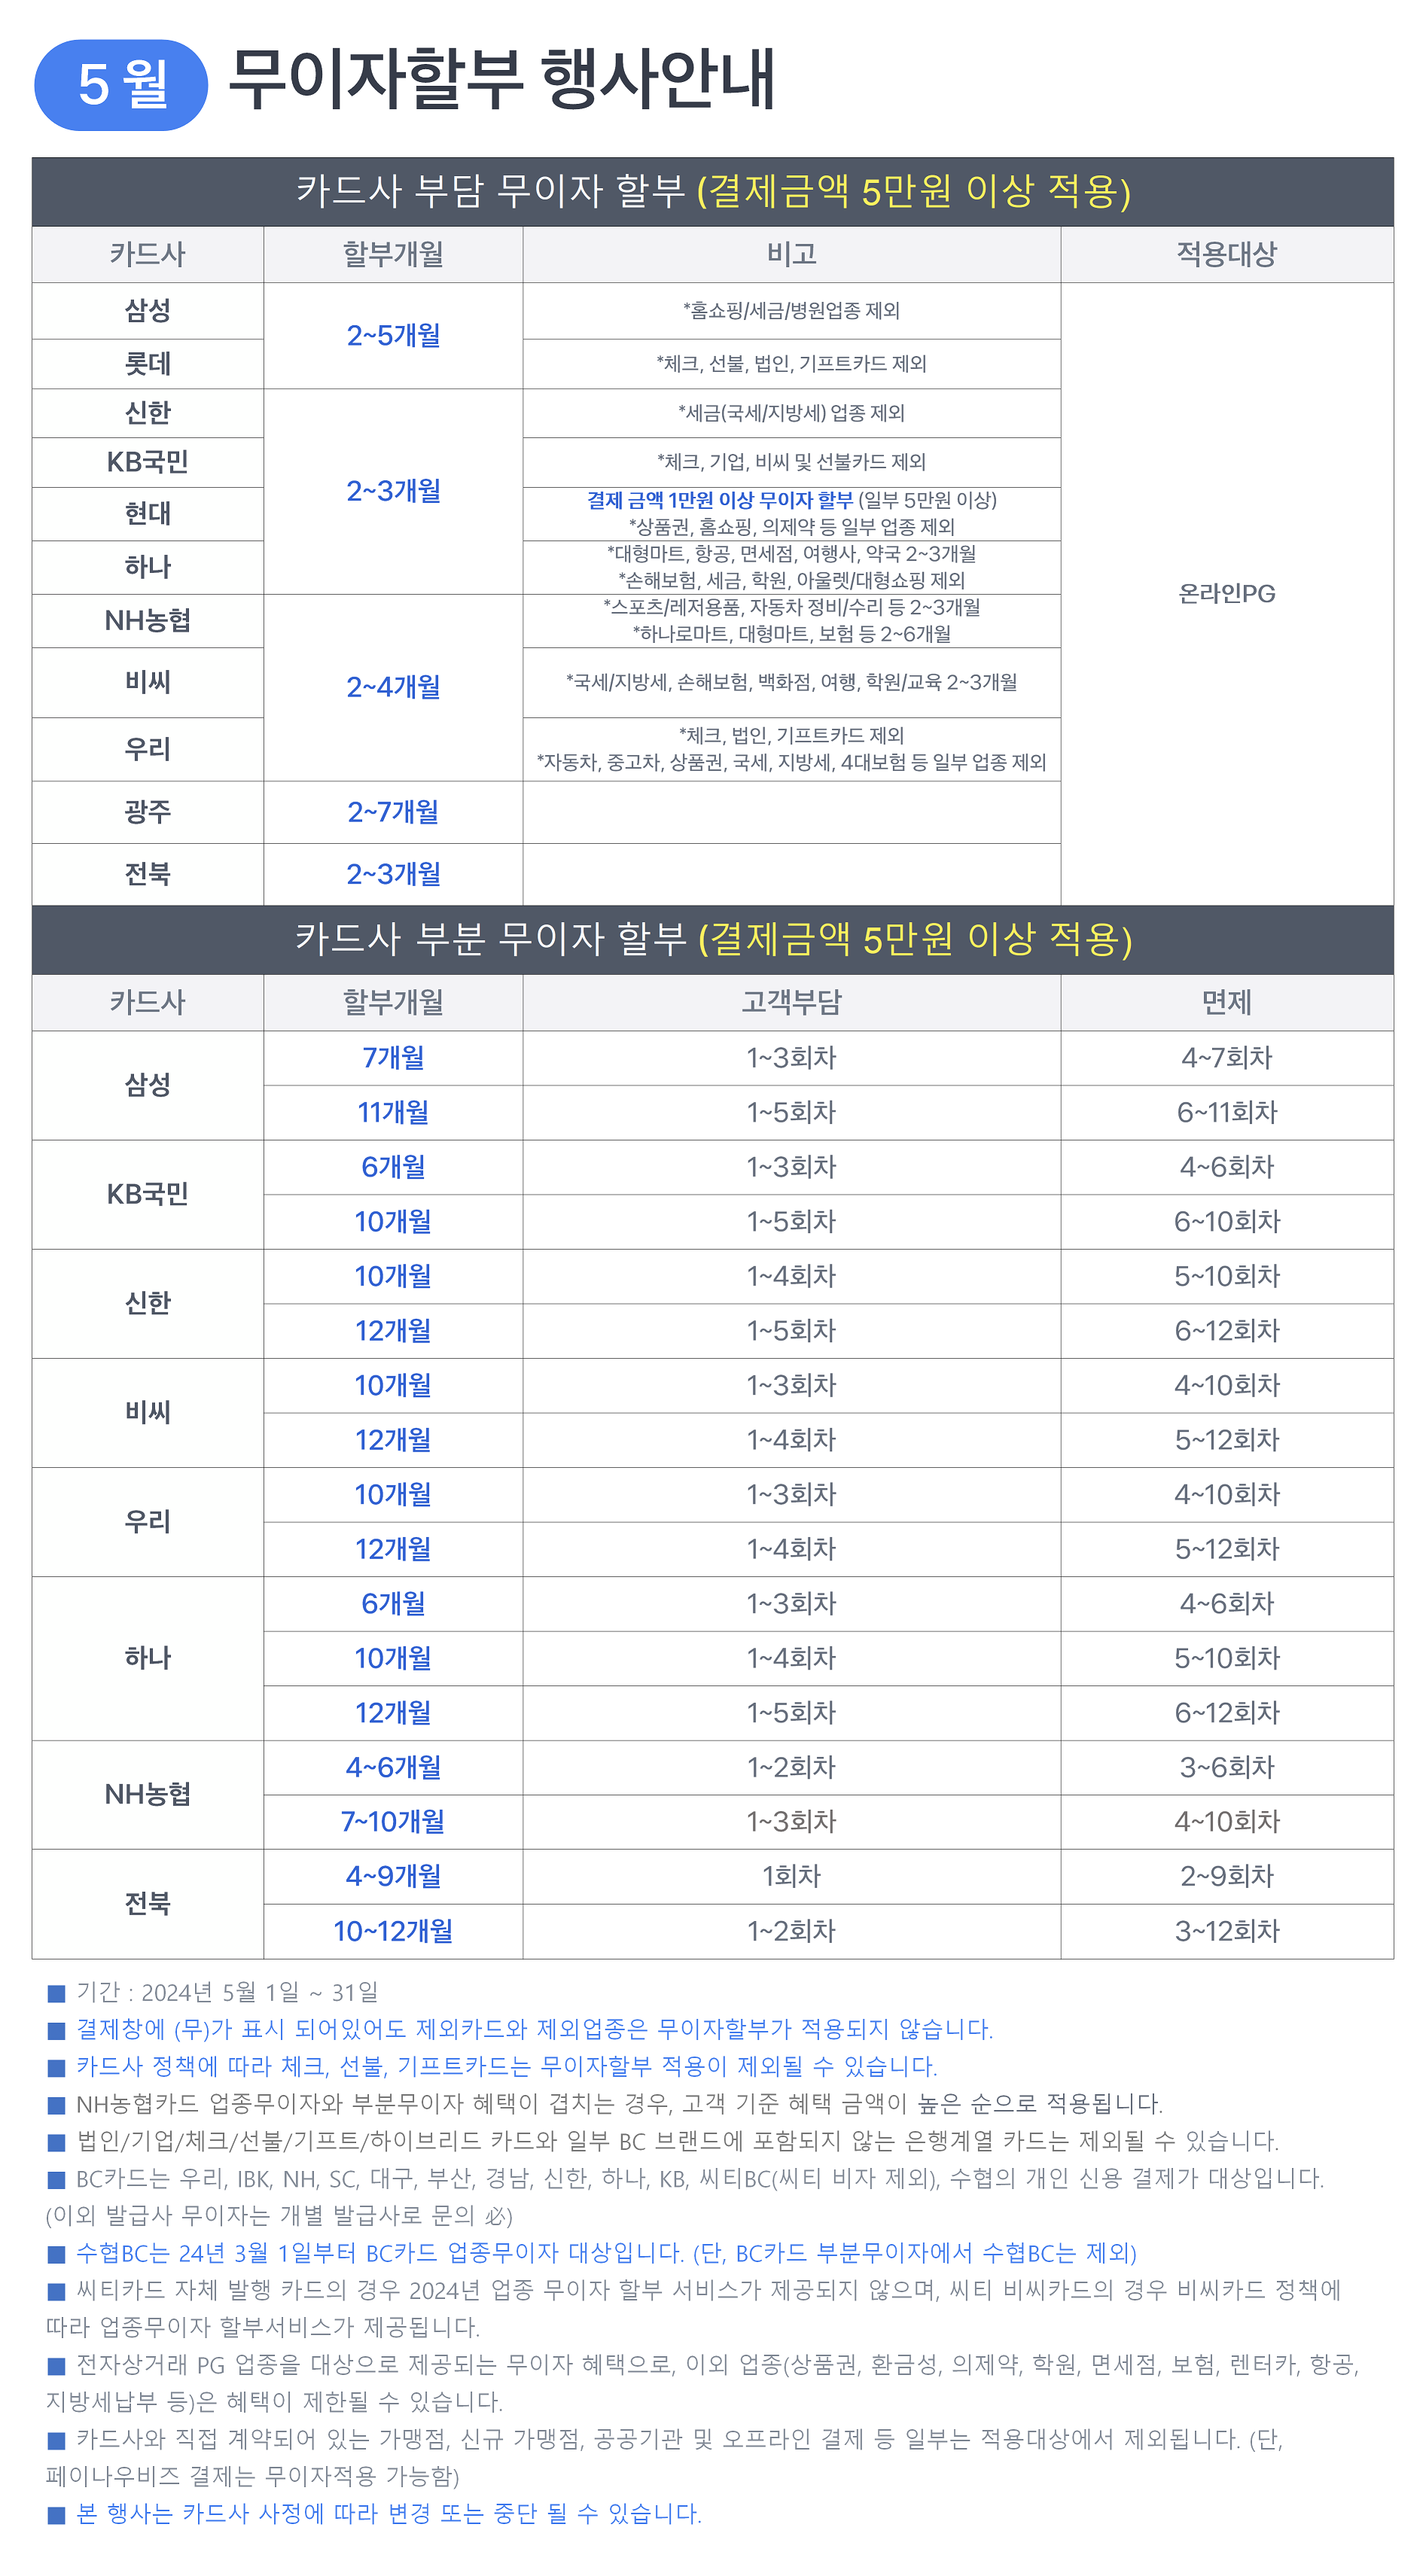 5월 무이자할부 행사안내
카드사 부담 무이자 할부 (결제금액 5만원 이상 적용)
카드사 할부개월 비고 적용대상
삼성 2~5개월 *홈쇼핑/세금/병원업종 제외 온라인PG
롯데 *체크, 선불, 법인, 기프트카드 제외
신한 2~3개월 *세금(국세/지방세) 업종 제외
KB국민 *체크, 기업, 비씨 및 선불카드 제외
현대 결제 금액 1만원 이상 무이자 할부 (일부 5만원 이상)
*상품권, 홈쇼핑, 의제약 등 일부 업종 제외
하나 *대형마트, 항공, 면세점, 여행사, 약국 2~3개월
*손해보험, 세금, 학원, 아울렛/대형쇼핑 제외
NH농협 2~4개월 *스포츠/레저용품, 자동차 정비/수리 등 2~3개월
*하나로마트, 대형마트, 보험 등 2~6개월
비씨 *국세/지방세, 손해보험, 백화점, 여행, 학원/교육 2~3개월
우리 *체크, 법인, 기프트카드 제외
*자동차, 중고차, 상품권, 국세, 지방세, 4대보험 등 일부 업종 제외
광주 2~7개월
전북 2~3개월
카드사 부분 무이자 할부 (결제금액 5만원 이상 적용)
카드사 할부개월 고객부담 면제
삼성 7개월 1~3회차 4~7회차
11개월 1~5회차 6~11회차
KB국민 6개월 1~3회차 4~6회차
10개월 1~5회차 6~10회차
신한 10개월 1~4회차 5~10회차
12개월 1~5회차 6~12회차
비씨 10개월 1~3회차 4~10회차
12개월 1~4회차 5~12회차
우리 10개월 1~3회차 4~10회차
12개월 1~4회차 5~12회차
하나 6개월 1~3회차 4~6회차
10개월 1~4회차 5~10회차
12개월 1~5회차 6~12회차
NH농협 4~6개월 1~2회차 3~6회차
7~10개월 1~3회차 4~10회차
전북 4~9개월 1회차 2~9회차
10~12개월 1~2회차 3~12회차
■ 기간 : 2024년 5월 1일 ~ 31일
■ 결제창에 (무)가 표시 되어있어도 제외카드와 제외업종은 무이자할부가 적용되지 않습니다.
■ 카드사 정책에 따라 체크, 선불, 기프트카드는 무이자할부 적용이 제외될 수 있습니다.
■ NH농협카드 업종무이자와 부분무이자 혜택이 겹치는 경우, 고객 기준 혜택 금액이 높은 순으로 적용됩니다.
■ 법인/기업/체크/선불/기프트/하이브리드 카드와 일부 BC 브랜드에 포함되지 않는 은행계열 카드는 제외될 수 있습니다.
■ BC카드는 우리, IBK, NH, SC, 대구, 부산, 경남, 신한, 하나, KB, 씨티BC(씨티 비자 제외), 수협의 개인 신용 결제가 대상입니다.
(이외 발급사 무이자는 개별 발급사로 문의 必)
■ 수협BC는 24년 3월 1일부터 BC카드 업종무이자 대상입니다. (단, BC카드 부분무이자에서 수협BC는 제외)
■ 씨티카드 자체 발행 카드의 경우 2024년 업종 무이자 할부 서비스가 제공되지 않으며, 씨티 비씨카드의 경우 비씨카드 정책에
따라 업종무이자 할부서비스가 제공됩니다.
■ 전자상거래 PG 업종을 대상으로 제공되는 무이자 혜택으로, 이외 업종(상품권, 환금성, 의제약, 학원, 면세점, 보험, 렌터카, 항공,
지방세납부 등)은 혜택이 제한될 수 있습니다.
■ 카드사와 직접 계약되어 있는 가맹점, 신규 가맹점, 공공기관 및 오프라인 결제 등 일부는 적용대상에서 제외됩니다. (단,
페이나우비즈 결제는 무이자적용 가능함)
■ 본 행사는 카드사 사정에 따라 변경 또는 중단 될 수 있습니다.